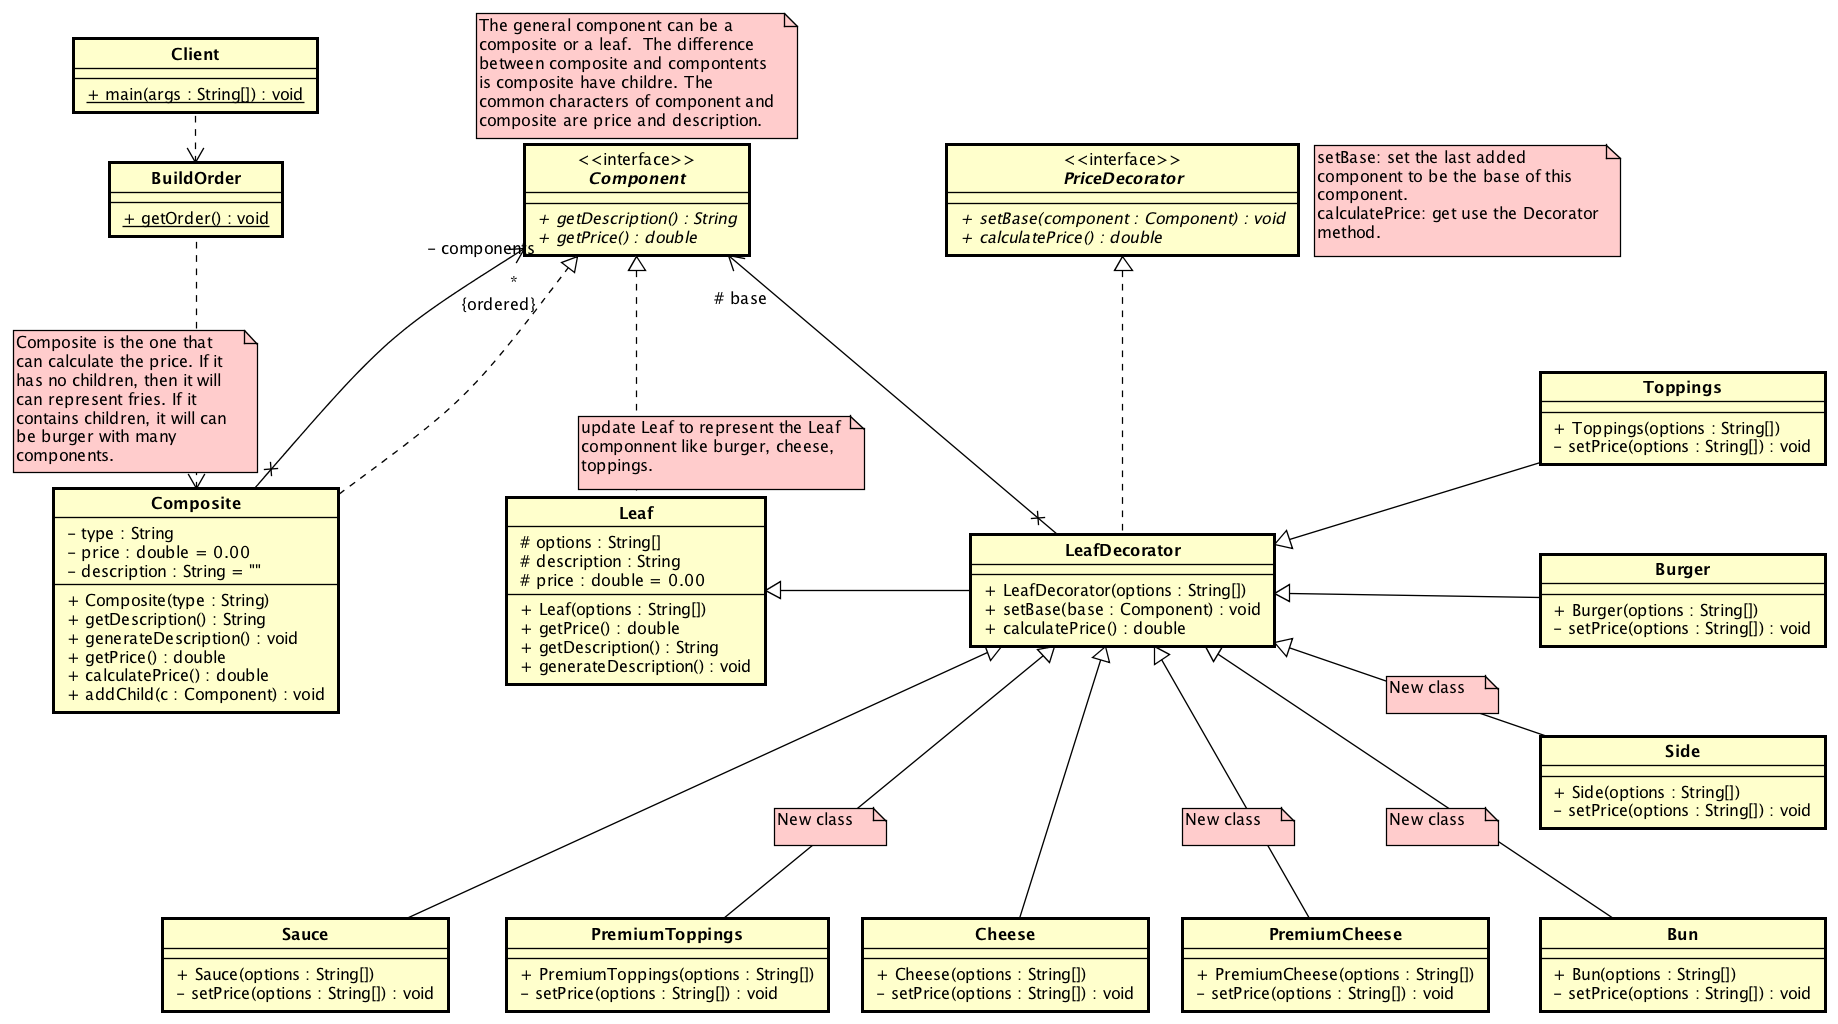 The general component can be a
composite or a leaf.  The difference
between composite and compontents
is composite have childre. The
common characters of component and
composite are price and description.
Client
+ main(args : String[]) : void
BuildOrder
+ getOrder() : void
<<interface>>
Component
+ getDescription() : String
+ getPrice() : double
<<interface>>
PriceDecorator
+ setBase(component : Component) : void
+ calculatePrice() : double
setBase: set the last added
component to be the base of this
component.
calculatePrice: get use the Decorator
method.
- components
*
{ordered}
# base
Composite is the one that
can calculate the price. If it
has no children, then it will
can represent fries. If it
contains children, it will can
be burger with many
components.
update Leaf to represent the Leaf
componnent like burger, cheese,
toppings.
Toppings
+ Toppings(options : String[])
- setPrice(options : String[]) : void
Composite
- type : String
- price : double = 0.00
- description : String = ""
+ Composite(type : String)
+ getDescription() : String
+ generateDescription() : void
+ getPrice() : double
+ calculatePrice() : double
+ addChild(c : Component) : void
Leaf
# options : String[]
# description : String
# price : double = 0.00
+ Leaf(options : String[])
+ getPrice() : double
+ getDescription() : String
+ generateDescription() : void
LeafDecorator
+ LeafDecorator(options : String[])
+ setBase(base : Component) : void
+ calculatePrice() : double
Burger
+ Burger(options : String[])
- setPrice(options : String[]) : void
New class
Side
+ Side(options : String[])
- setPrice(options : String[]) : void
New class
New class
New class
Sauce
+ Sauce(options : String[])
- setPrice(options : String[]) : void
PremiumToppings
+ PremiumToppings(options : String[])
- setPrice(options : String[]) : void
Cheese
+ Cheese(options : String[])
- setPrice(options : String[]) : void
PremiumCheese
+ PremiumCheese(options : String[])
- setPrice(options : String[]) : void
Bun
+ Bun(options : String[])
- setPrice(options : String[]) : void